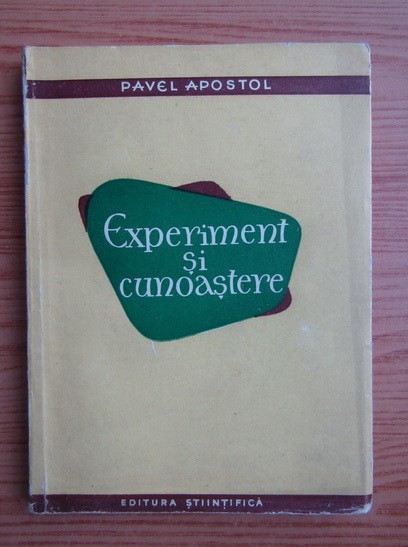 PAVEL APOSTOL
Experiment
și
cunoaștere
EDITURA ȘTIINȚIFICĂ